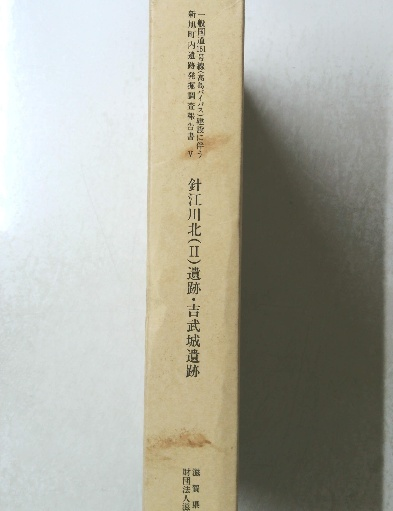 一般国道161号線(高島バイパス)建設に伴う
新旭町内遺跡発掘調査報告書 Ⅴ
針江川北(Ⅱ)遺跡・吉武城遺跡
滋賀県
財団法人滋